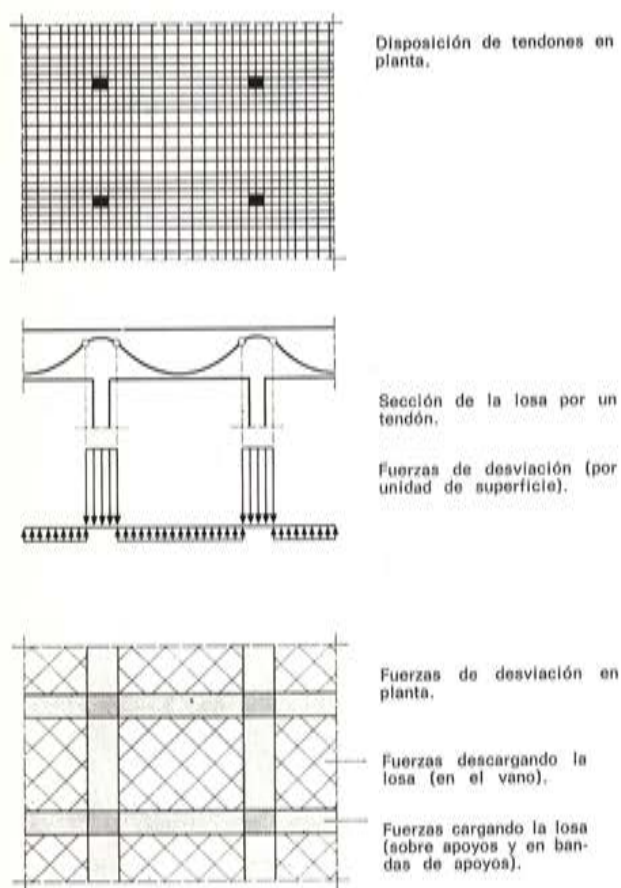 Disposición de tendones en
planta.
Sección de la losa por un
tendón.
Fuerzas de desviación (por
unidad de superficie).
Fuerzas de desviación en
planta.
Fuerzas descargando la
losa (en el vano).
Fuerzas cargando la losa
(sobre apoyos y en ban-
das de apoyos).